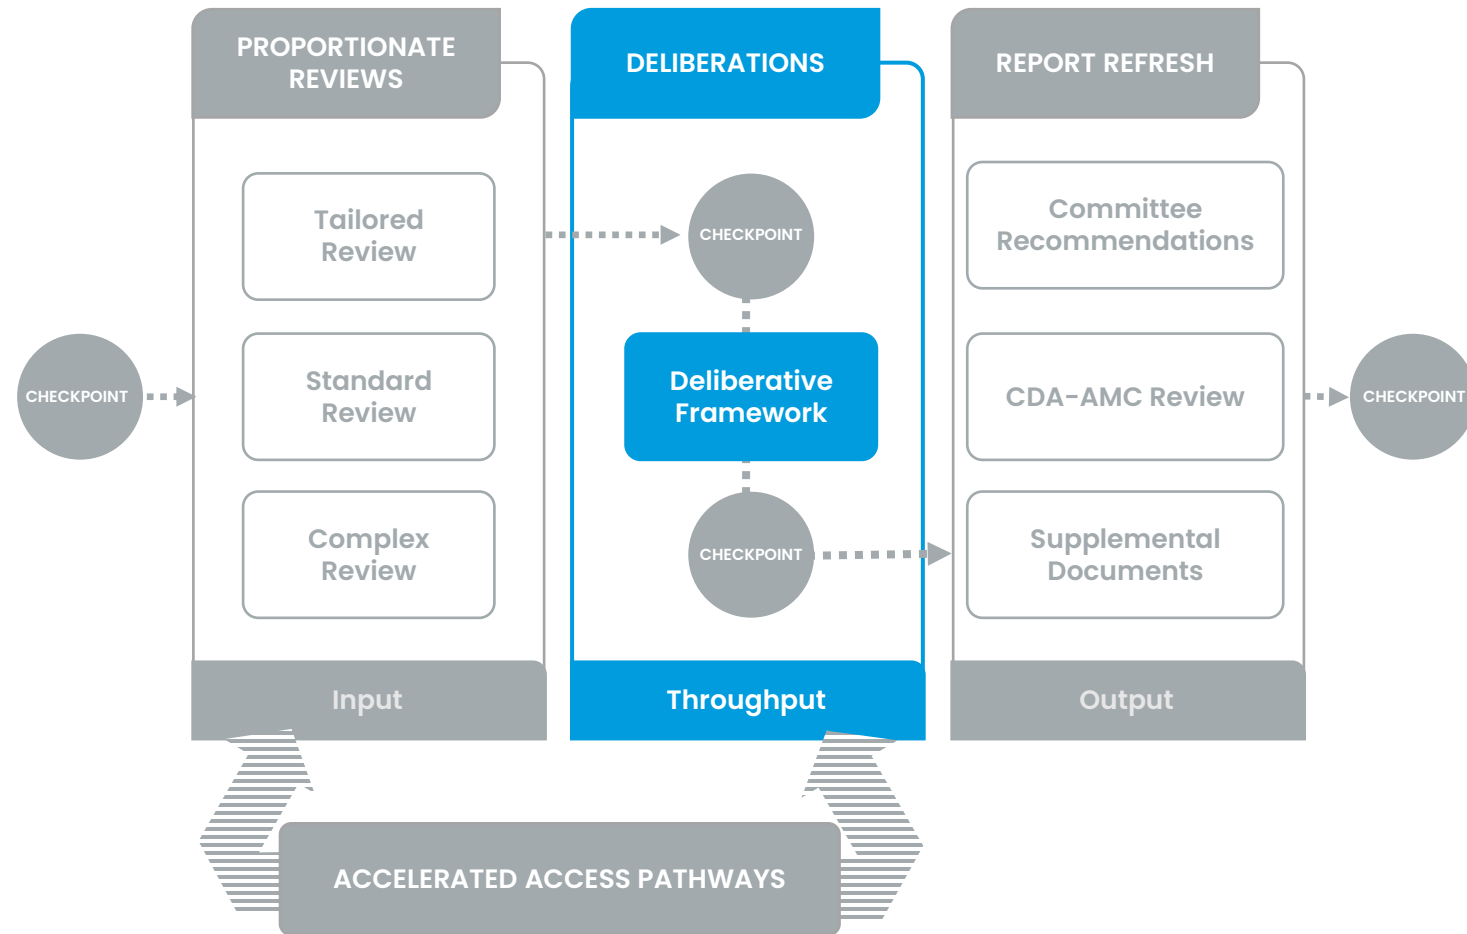 PROPORTIONATE
REVIEWS
DELIBERATIONS
REPORT REFRESH
Tailored
Review
Standard
Review
Complex
Review
Input
CHECKPOINT
CHECKPOINT
Deliberative
Framework
CHECKPOINT
Throughput
Committee
Recommendations
CDA-AMC Review
Supplemental
Documents
Output
CHECKPOINT
ACCELERATED ACCESS PATHWAYS